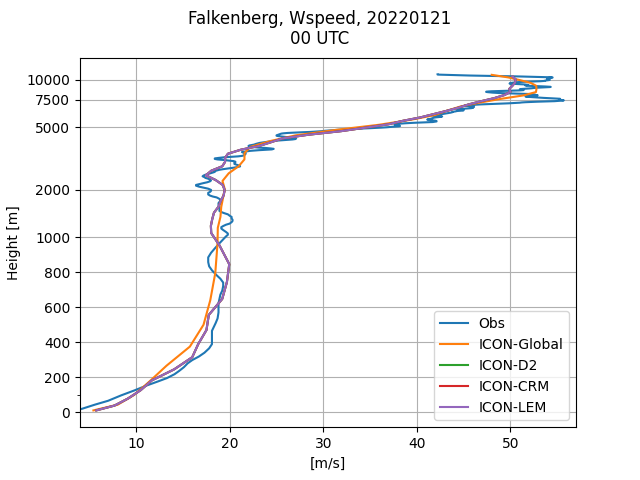 Falkenberg, Wspeed, 20220121
00 UTC
10000
7500
5000
2000
1000
800
600
400
200
0
Height [m]
Obs
ICON-Global
ICON-D2
ICON-CRM
ICON-LEM
10 20 30 40 50
[m/s]